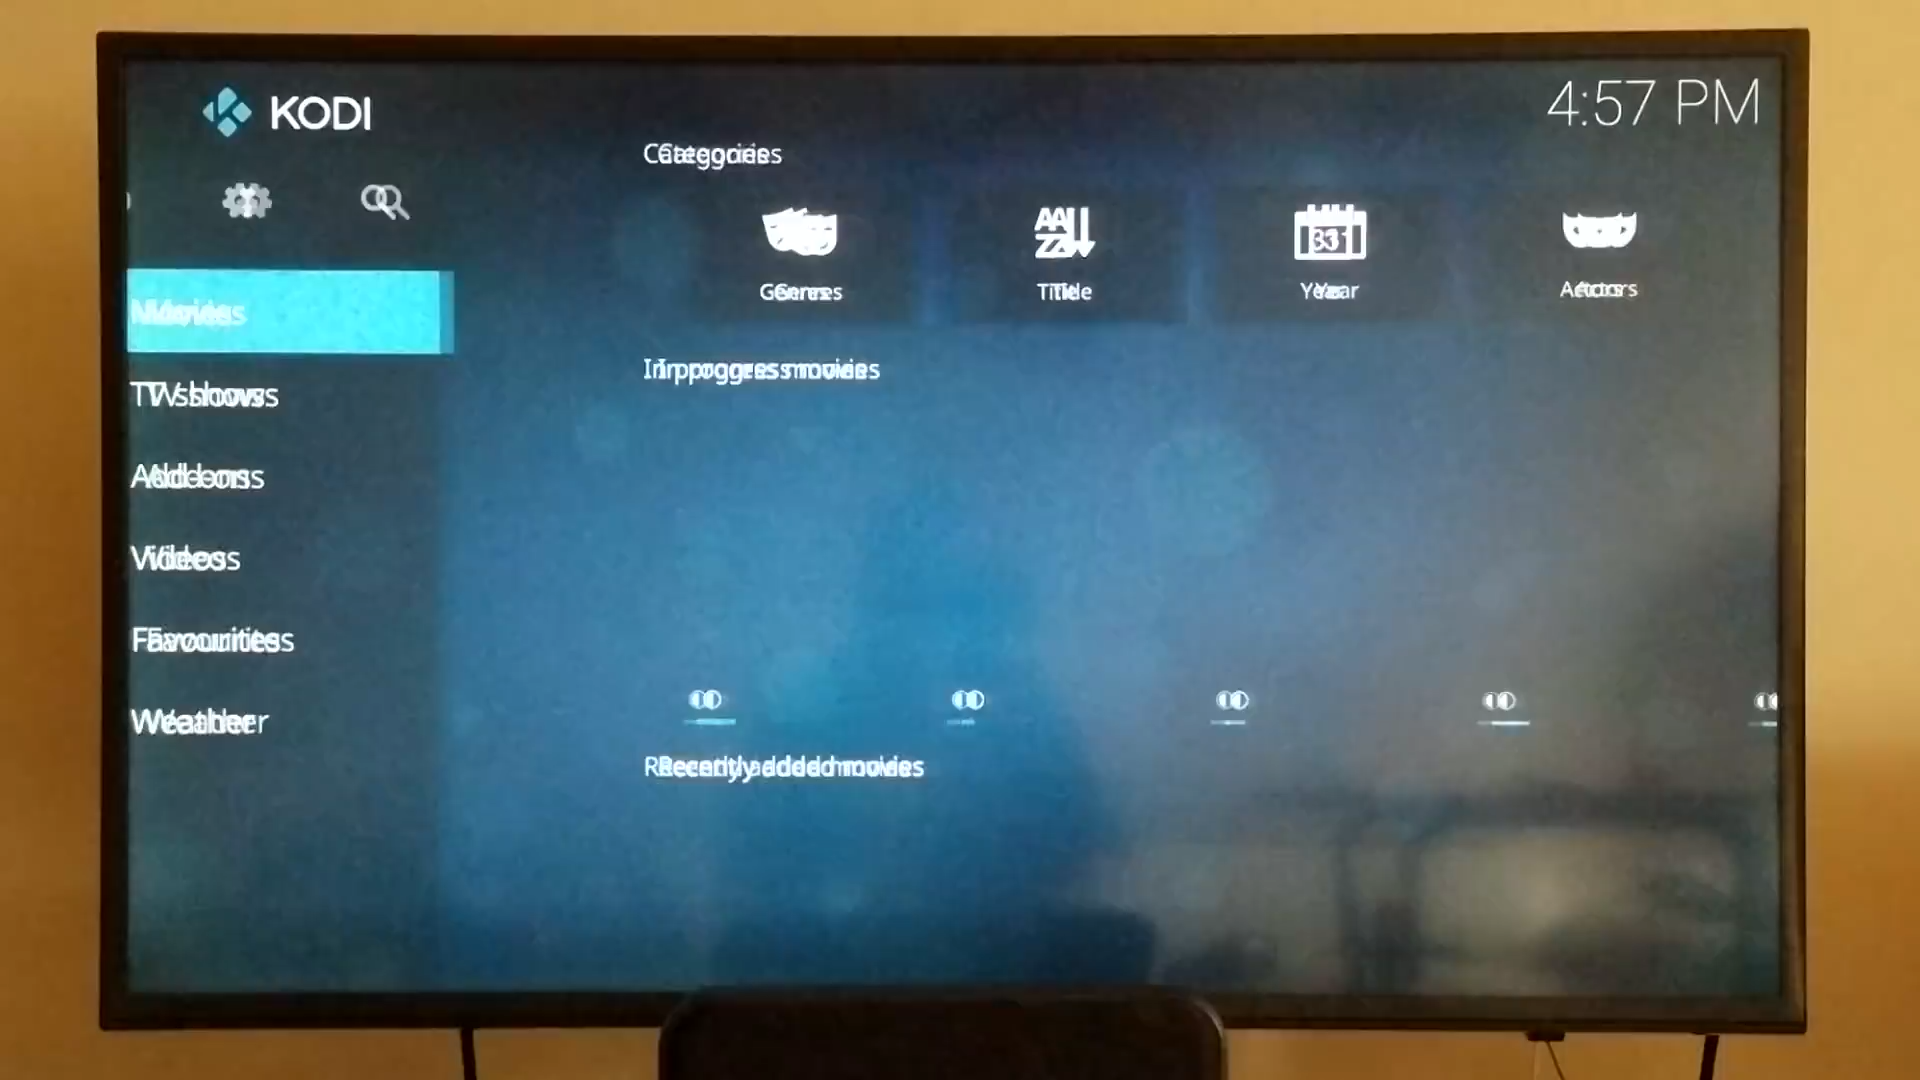 KODI
4:57 PM
Categories
Genres
Title
Year
Actors
Movies
In progress movies
TV shows
Add-ons
Videos
Favourites
Weather
Recently added movies